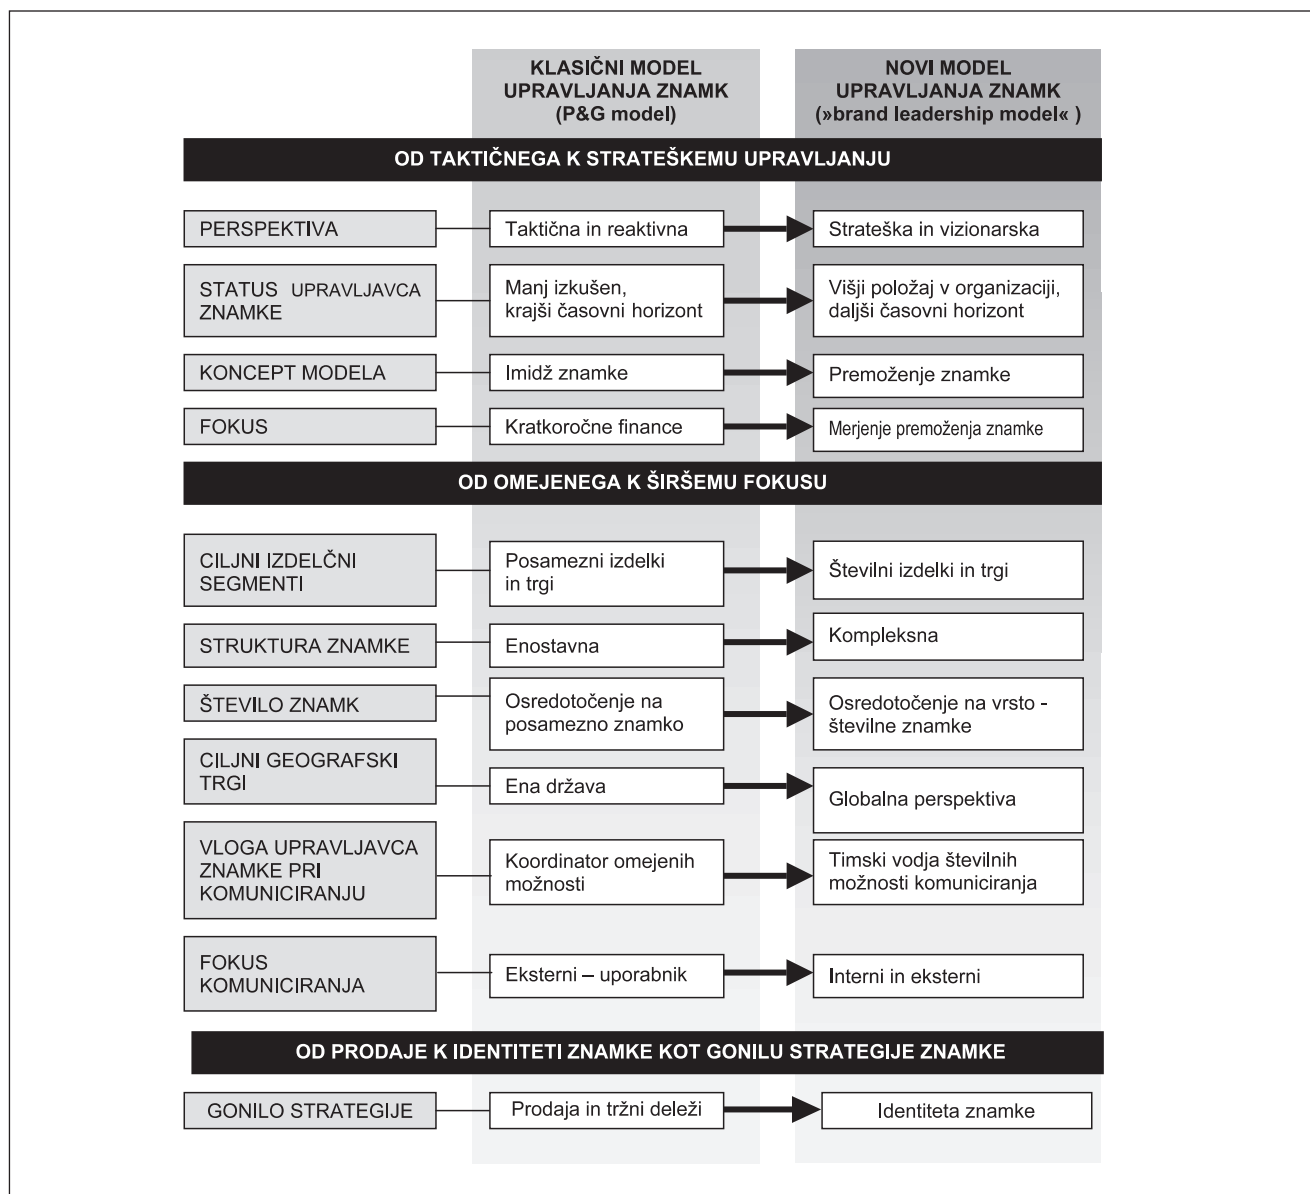 KLASIČNI MODEL
UPRAVLJANJA ZNAMK
(P&G model)
NOVI MODEL
UPRAVLJANJA ZNAMK
(»brand leadership model« )
OD TAKTIČNEGA K STRATEŠKEMU UPRAVLJANJU
PERSPEKTIVA
Taktična in reaktivna
Strateška in vizionarska
STATUS UPRAVLJAVCA
ZNAMKE
Manj izkušen,
krajši časovni horizont
Višji položaj v organizaciji,
daljši časovni horizont
KONCEPT MODELA
Imidž znamke
Premoženje znamke
FOKUS
Kratkoročne finance
Merjenje premoženja znamke
OD OMEJENEGA K ŠIRŠEMU FOKUSU
CILJNI IZDELČNI
SEGMENTI
Posamezni izdelki
in trgi
Številni izdelki in trgi
STRUKTURA ZNAMKE
Enostavna
Kompleksna
ŠTEVILO ZNAMK
Osredotočenje na
posamezno znamko
Osredotočenje na vrsto -
številne znamke
CILJNI GEOGRAFSKI
TRGI
Ena država
Globalna perspektiva
VLOGA UPRAVLJAVCA
ZNAMKE PRI
KOMUNICIRANJU
Koordinator omejenih
možnosti
Timski vodja številnih
možnosti komuniciranja
FOKUS
KOMUNICIRANJA
Eksterni – uporabnik
Interni in eksterni
OD PRODAJE K IDENTITETI ZNAMKE KOT GONILU STRATEGIJE ZNAMKE
GONILO STRATEGIJE
Prodaja in tržni deleži
Identiteta znamke